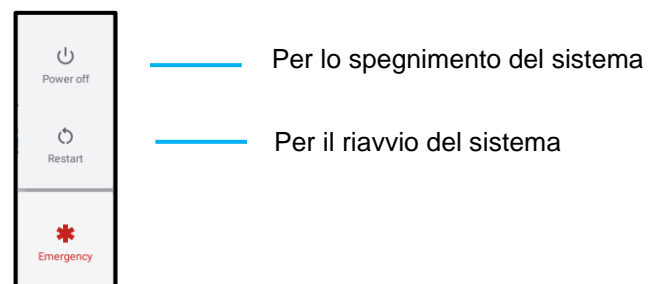 Power off
Per lo spegnimento del sistema
Restart
Per il riavvio del sistema
Emergency